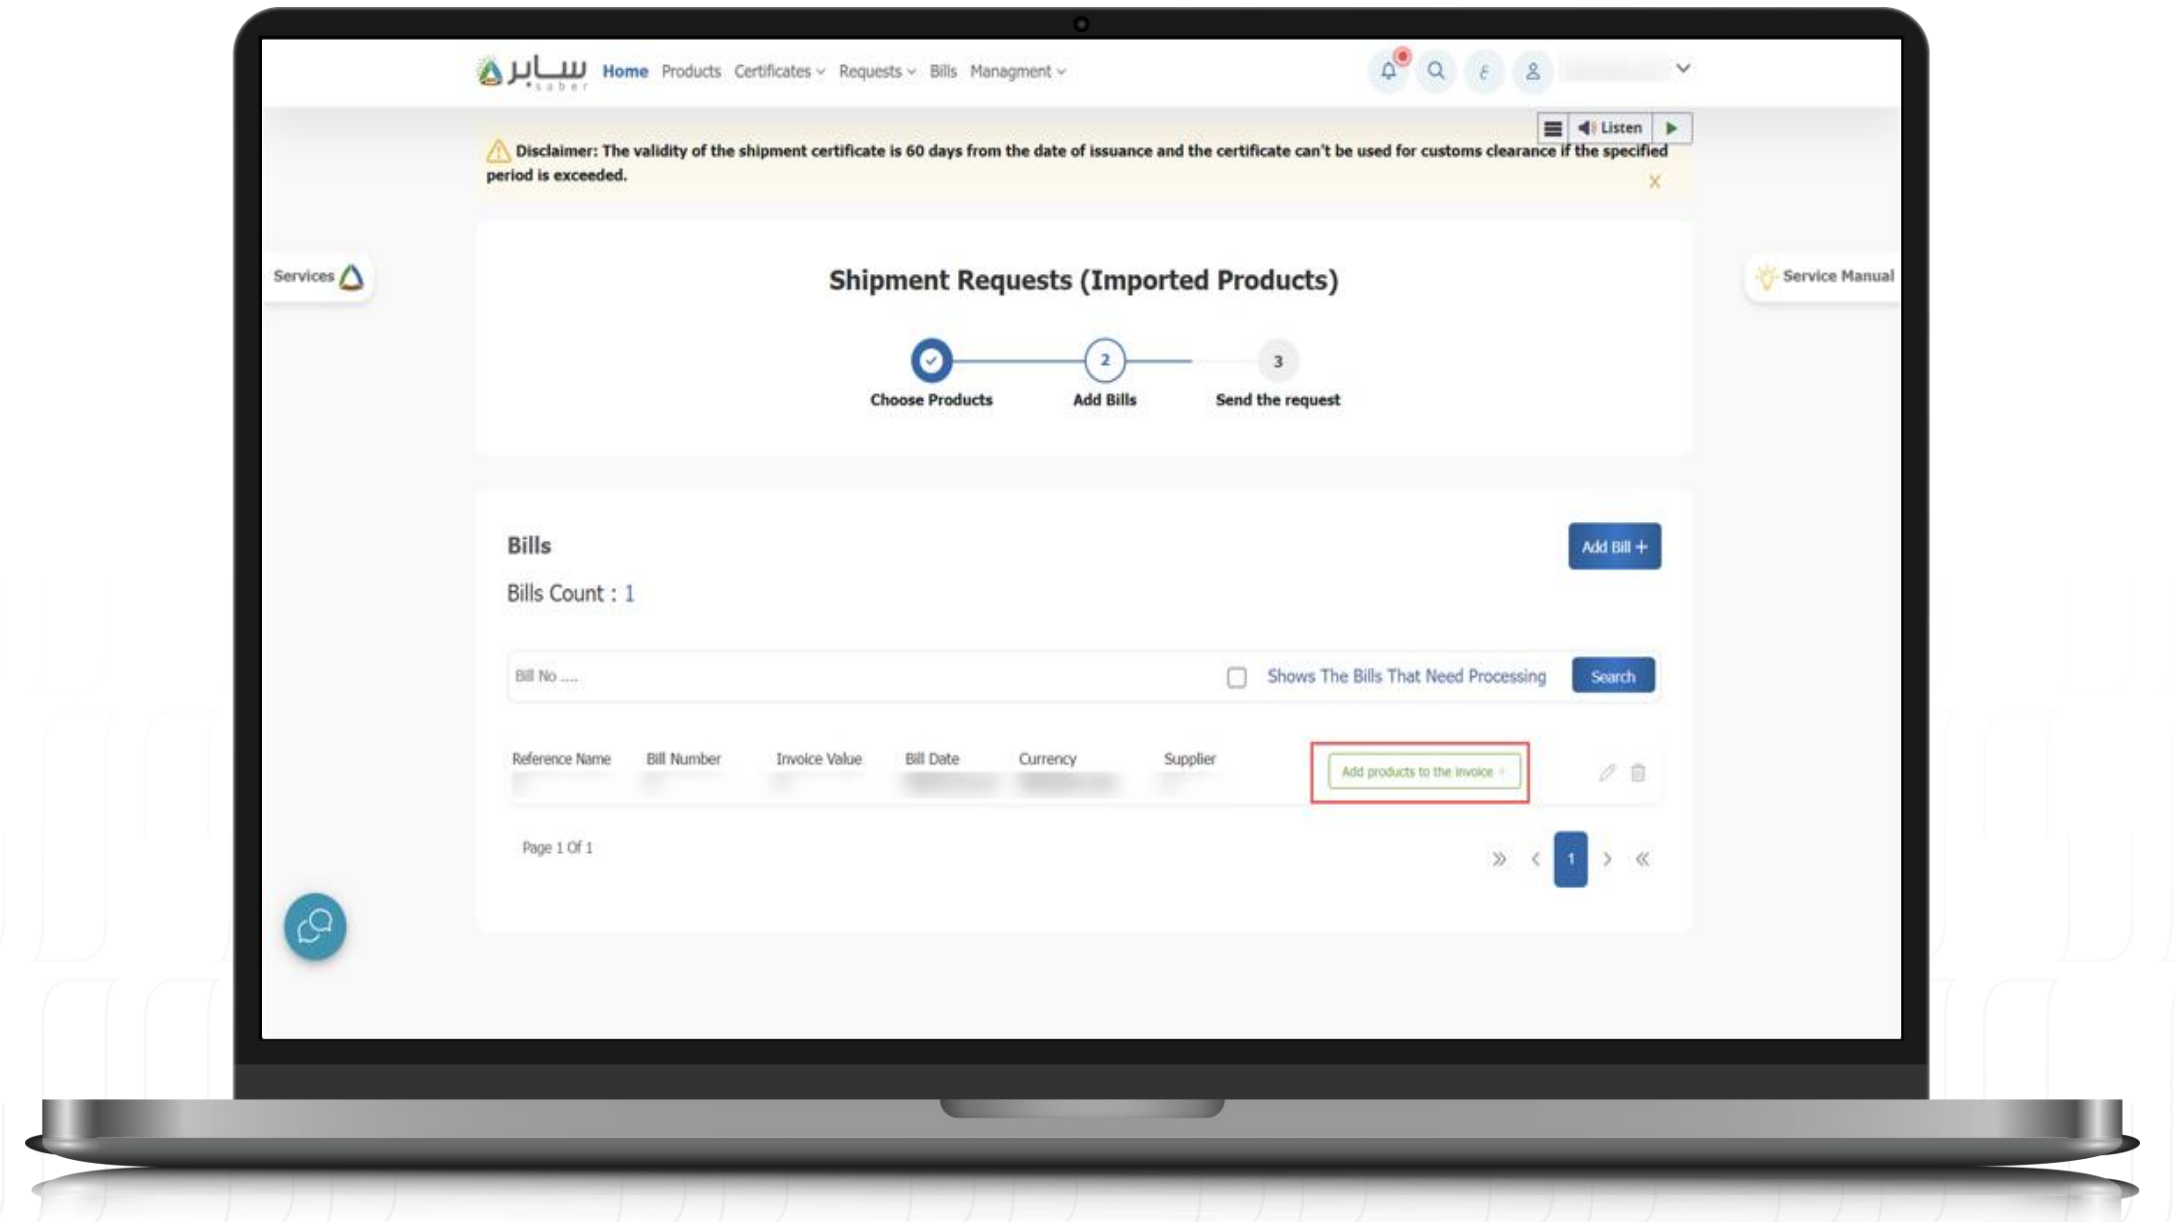 سابر
saber
Home Products Certificates Requests Bills Managment
ع
Listen
Disclaimer: The validity of the shipment certificate is 60 days from the date of issuance and the certificate can't be used for customs clearance if the specified
period is exceeded.
X
Services
Service Manual
Shipment Requests (Imported Products)
2 3
Choose Products Add Bills Send the request
Bills
Add Bill +
Bills Count : 1
Bill No ....
Shows The Bills That Need Processing
Search
Reference Name Bill Number Invoice Value Bill Date Currency Supplier
Add products to the invoice +
Page 1 Of 1
» < 1 > «